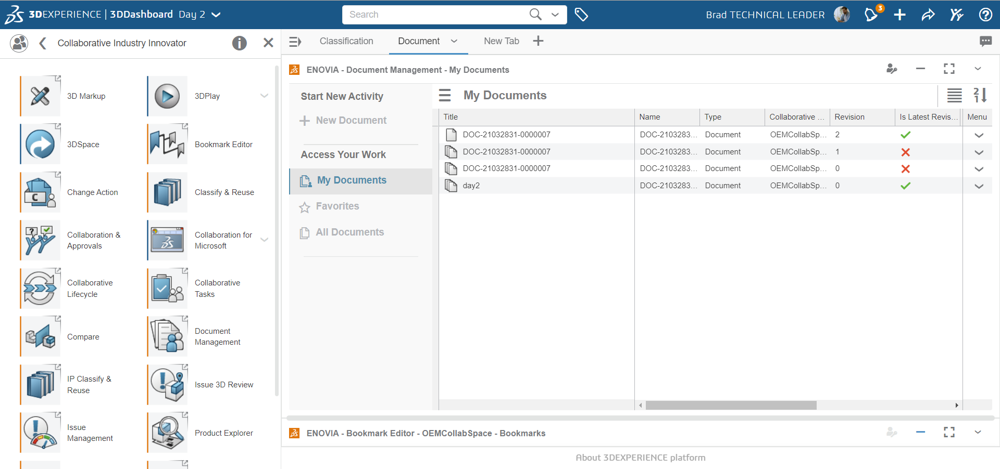 3DEXPERIENCE | 3DDashboard Day 2
Search
Brad TECHNICAL LEADER
3
Collaborative Industry Innovator
Classification
Document
New Tab
3D Markup
3DPlay
3DSpace
Bookmark Editor
Change Action
Classify & Reuse
Collaboration &
Approvals
Collaboration for
Microsoft
Collaborative
Lifecycle
Collaborative
Tasks
Compare
Document
Management
IP Classify &
Reuse
Issue 3D Review
Issue
Management
Product Explorer
ENOVIA - Document Management - My Documents
Start New Activity
New Document
Access Your Work
My Documents
Favorites
All Documents
My Documents
Title Name Type Collaborative ... Revision Is Latest Revis... Menu
DOC-21032831-0000007 DOC-2103283... Document OEMCollabSp... 2
DOC-21032831-0000007 DOC-2103283... Document OEMCollabSp... 1
DOC-21032831-0000007 DOC-2103283... Document OEMCollabSp... 0
day2 DOC-2103283... Document OEMCollabSp... 0
ENOVIA - Bookmark Editor - OEMCollabSpace - Bookmarks
About 3DEXPERIENCE platform